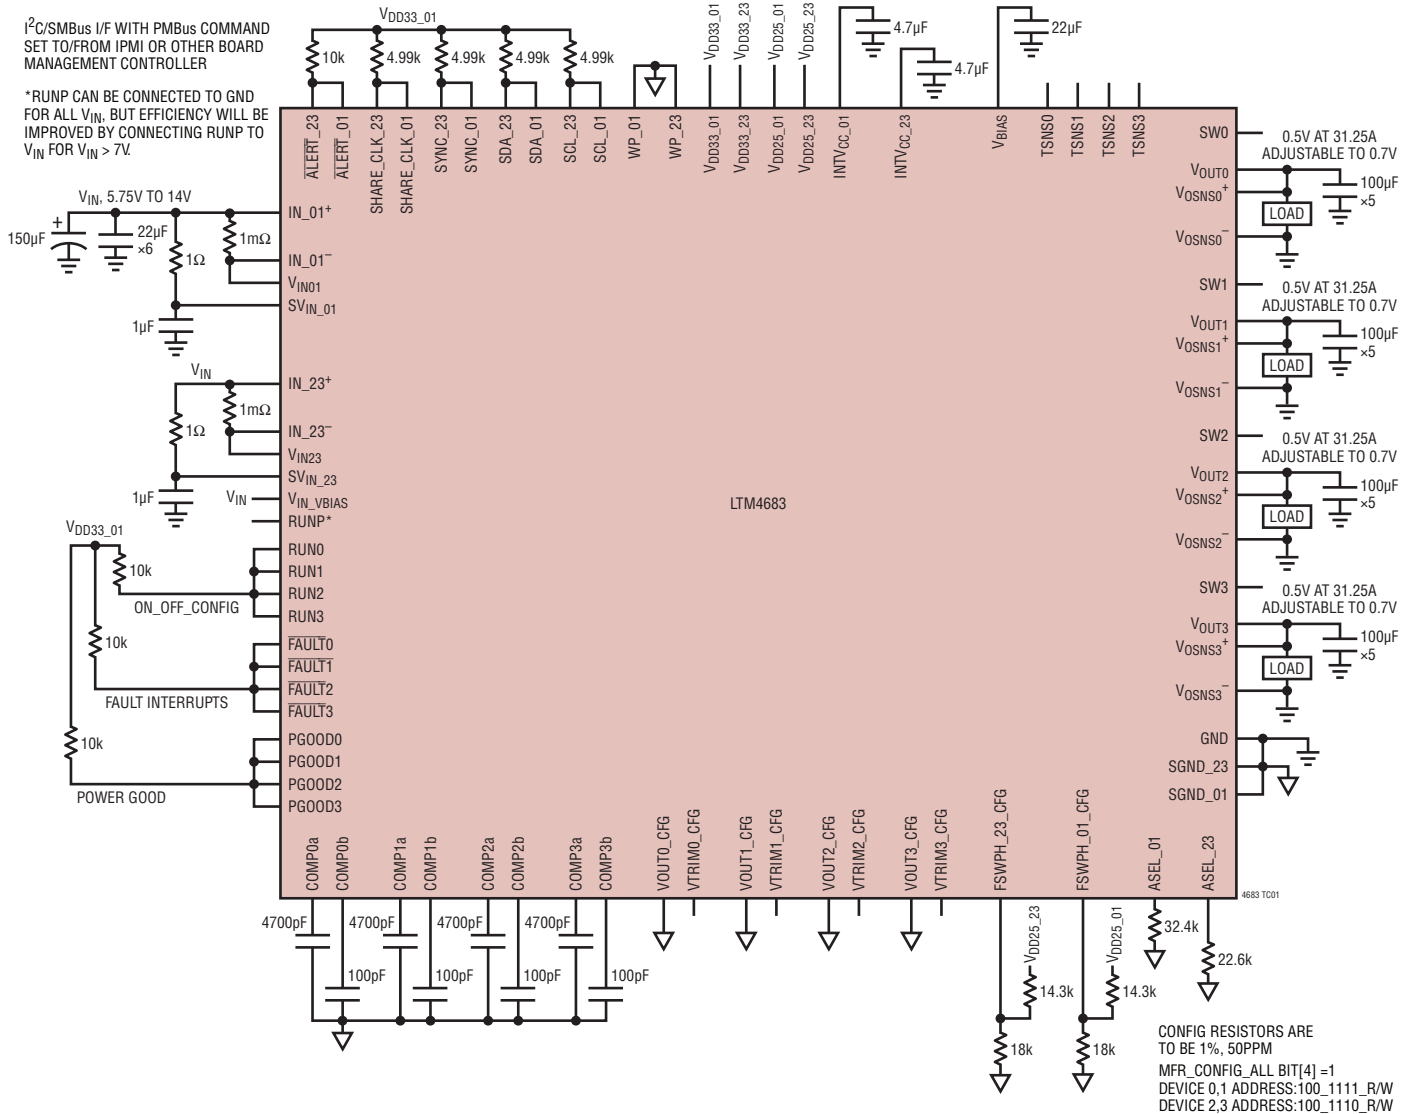 I²C/SMBus I/F WITH PMBus COMMAND
SET TO/FROM IPMI OR OTHER BOARD
MANAGEMENT CONTROLLER
*RUNP CAN BE CONNECTED TO GND
FOR ALL VIN, BUT EFFICIENCY WILL BE
IMPROVED BY CONNECTING RUNP TO
VIN FOR VIN > 7V.
VDD33_01
10k
4.99k
4.99k
4.99k
4.99k
VDD33_01
VDD33_23
VDD25_01
VDD25_23
4.7µF
4.7µF
22µF
ALERT_23
ALERT_01
SHARE_CLK_23
SHARE_CLK_01
SYNC_23
SYNC_01
SDA_23
SDA_01
SCL_23
SCL_01
WP_01
WP_23
VDD33_01
VDD33_23
VDD25_01
VDD25_23
INTVCC_01
INTVCC_23
VBIAS
TSNS0
TSNS1
TSNS2
TSNS3
VIN, 5.75V TO 14V
+
150µF
22µF
×6
1Ω
1mΩ
1µF
IN_01+
IN_01−
VIN01
SVIN_01
VIN
1mΩ
1Ω
1µF
IN_23+
IN_23−
VIN23
SVIN_23
VIN
VIN_VBIAS
RUNP*
VDD33_01
10k
ON_OFF_CONFIG
RUN0
RUN1
RUN2
RUN3
10k
FAULT INTERRUPTS
FAULT0
FAULT1
FAULT2
FAULT3
10k
POWER GOOD
PGOOD0
PGOOD1
PGOOD2
PGOOD3
LTM4683
SW0
0.5V AT 31.25A
ADJUSTABLE TO 0.7V
VOUT0
VOSNS0+
LOAD
100µF
×5
VOSNS0−
SW1
0.5V AT 31.25A
ADJUSTABLE TO 0.7V
VOUT1
VOSNS1+
LOAD
100µF
×5
VOSNS1−
SW2
0.5V AT 31.25A
ADJUSTABLE TO 0.7V
VOUT2
VOSNS2+
LOAD
100µF
×5
VOSNS2−
SW3
0.5V AT 31.25A
ADJUSTABLE TO 0.7V
VOUT3
VOSNS3+
LOAD
100µF
×5
VOSNS3−
GND
SGND_23
SGND_01
COMP0a
COMP0b
COMP1a
COMP1b
COMP2a
COMP2b
COMP3a
COMP3b
VOUT0_CFG
VTRIM0_CFG
VOUT1_CFG
VTRIM1_CFG
VOUT2_CFG
VTRIM2_CFG
VOUT3_CFG
VTRIM3_CFG
FSWPH_23_CFG
FSWPH_01_CFG
ASEL_01
ASEL_23
4683 TC01
4700pF
4700pF
4700pF
4700pF
100pF
100pF
100pF
100pF
VDD25_23
14.3k
18k
VDD25_01
14.3k
18k
32.4k
22.6k
CONFIG RESISTORS ARE
TO BE 1%, 50PPM
MFR_CONFIG_ALL BIT[4] =1
DEVICE 0,1 ADDRESS:100_1111_R/W
DEVICE 2,3 ADDRESS:100_1110_R/W